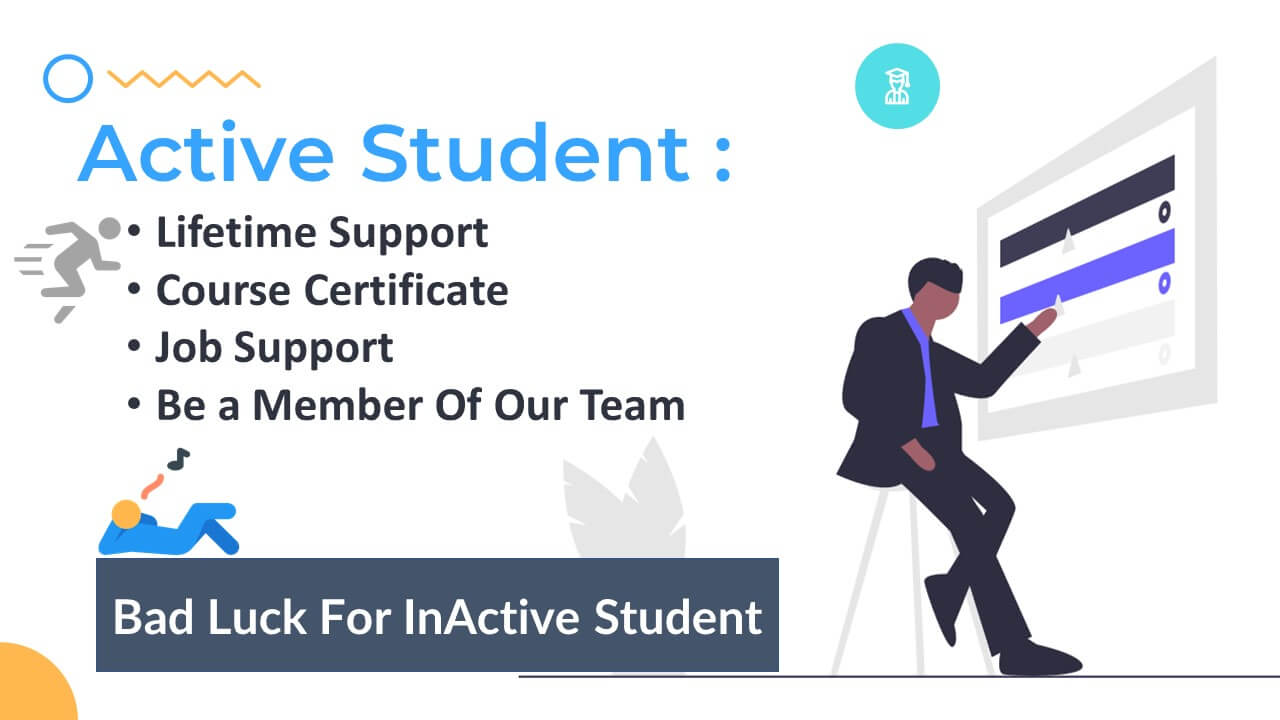 Active Student :
• Lifetime Support
• Course Certificate
• Job Support
• Be a Member Of Our Team
Bad Luck For InActive Student